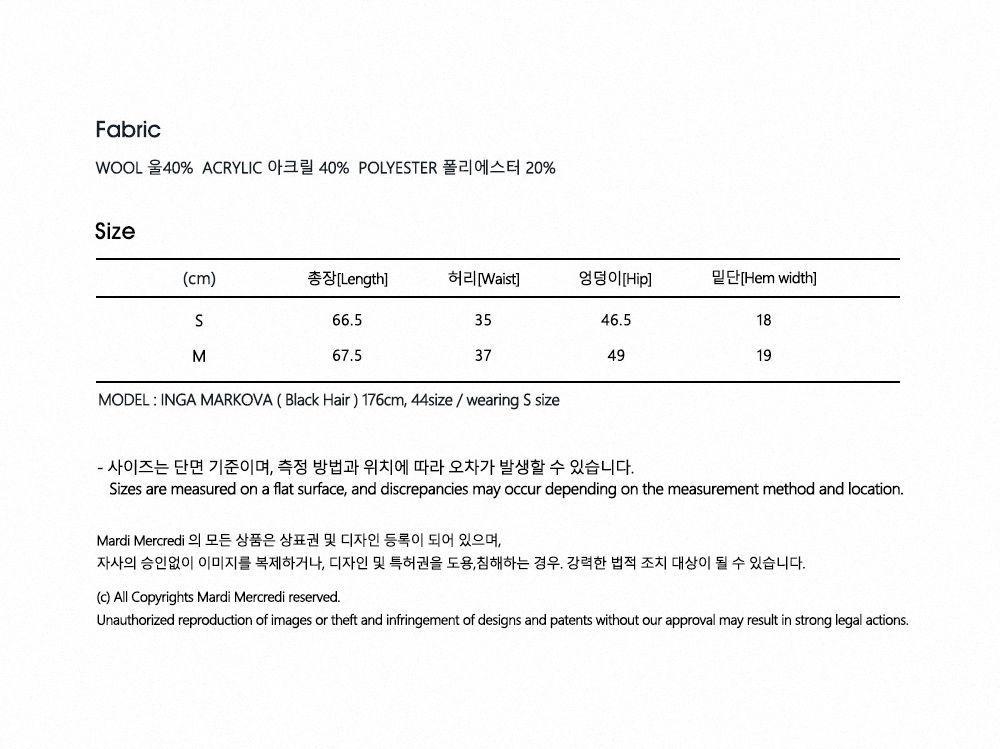 Fabric
WOOL 울40% ACRYLIC 아크릴 40% POLYESTER 폴리에스터 20%
Size
(cm) 총장[Length] 허리[Waist] 엉덩이[Hip] 밑단[Hem width]
S 66.5 35 46.5 18
M 67.5 37 49 19
MODEL : INGA MARKOVA ( Black Hair ) 176cm, 44size / wearing S size
- 사이즈는 단면 기준이며, 측정 방법과 위치에 따라 오차가 발생할 수 있습니다.
Sizes are measured on a flat surface, and discrepancies may occur depending on the measurement method and location.
Mardi Mercredi 의 모든 상품은 상표권 및 디자인 등록이 되어 있으며,
자사의 승인없이 이미지를 복제하거나, 디자인 및 특허권을 도용,침해하는 경우. 강력한 법적 조치 대상이 될 수 있습니다.
(c) All Copyrights Mardi Mercredi reserved.
Unauthorized reproduction of images or theft and infringement of designs and patents without our approval may result in strong legal actions.